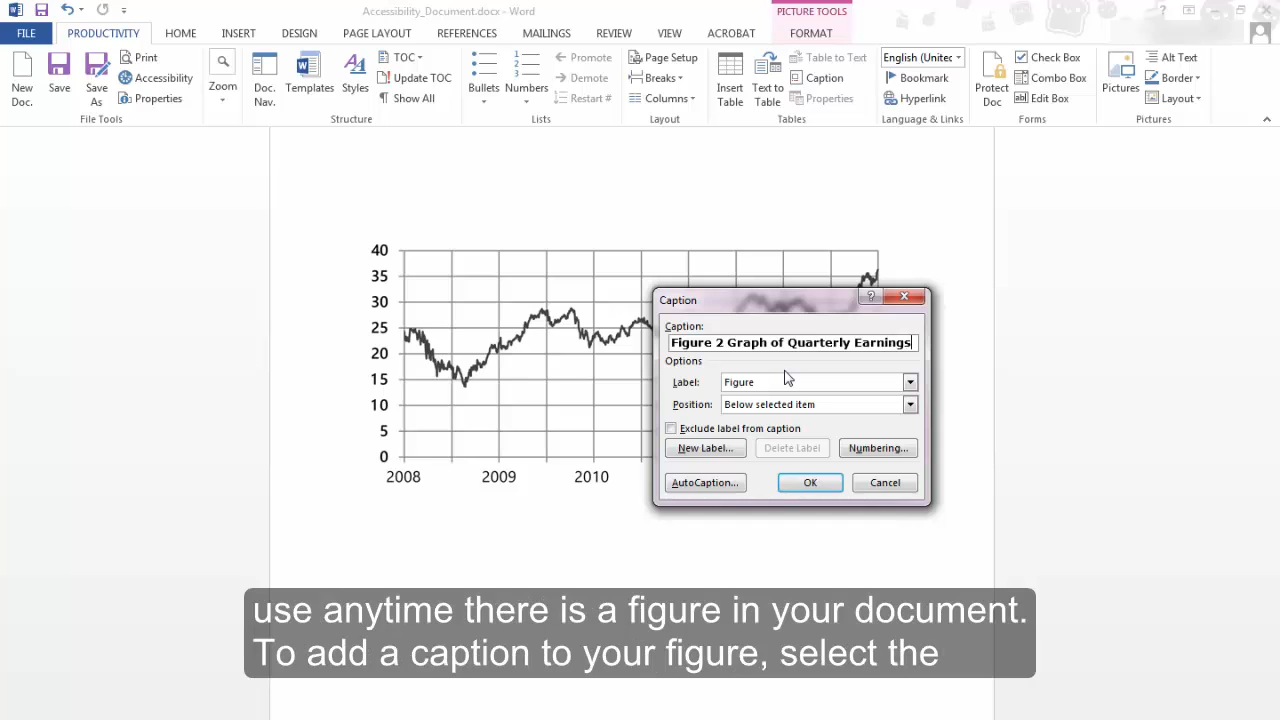 Accessibility_Document.docx - Word
PICTURE TOOLS
FILE PRODUCTIVITY HOME INSERT DESIGN PAGE LAYOUT REFERENCES MAILINGS REVIEW VIEW ACROBAT FORMAT
New Doc.
Save
Save As
Print
Accessibility
Properties
File Tools
Zoom
Doc. Nav.
Templates
Styles
TOC
Update TOC
Show All
Structure
Bullets
Numbers
Promote
Demote
Restart #
Lists
Page Setup
Breaks
Columns
Layout
Insert Table
Text to Table
Table to Text
Caption
Properties
Tables
English (Unitec
Bookmark
Hyperlink
Language & Links
Protect Doc
Check Box
Combo Box
Edit Box
Forms
Pictures
Alt Text
Border
Layout
Pictures
40
35
30
25
20
15
10
5
0
2008 2009 2010
Caption
Caption:
Figure 2 Graph of Quarterly Earnings
Options
Label: Figure
Position: Below selected item
Exclude label from caption
New Label... Delete Label Numbering...
AutoCaption... OK Cancel
use anytime there is a figure in your document.
To add a caption to your figure, select the